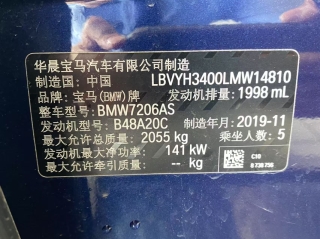 华晨宝马汽车有限公司制造
制造国：中国 LBVYH3400LMW14810
品牌：宝马(BMW)牌 发动机排量：1998 mL
整车型号：BMW7206AS
发动机型号：B48A20C 制造年月：2019-11
最大允许总质量：2055 kg 乘坐人数：5
发动机最大净功率：141 kW
最大允许牵引质量：-- kg
C10